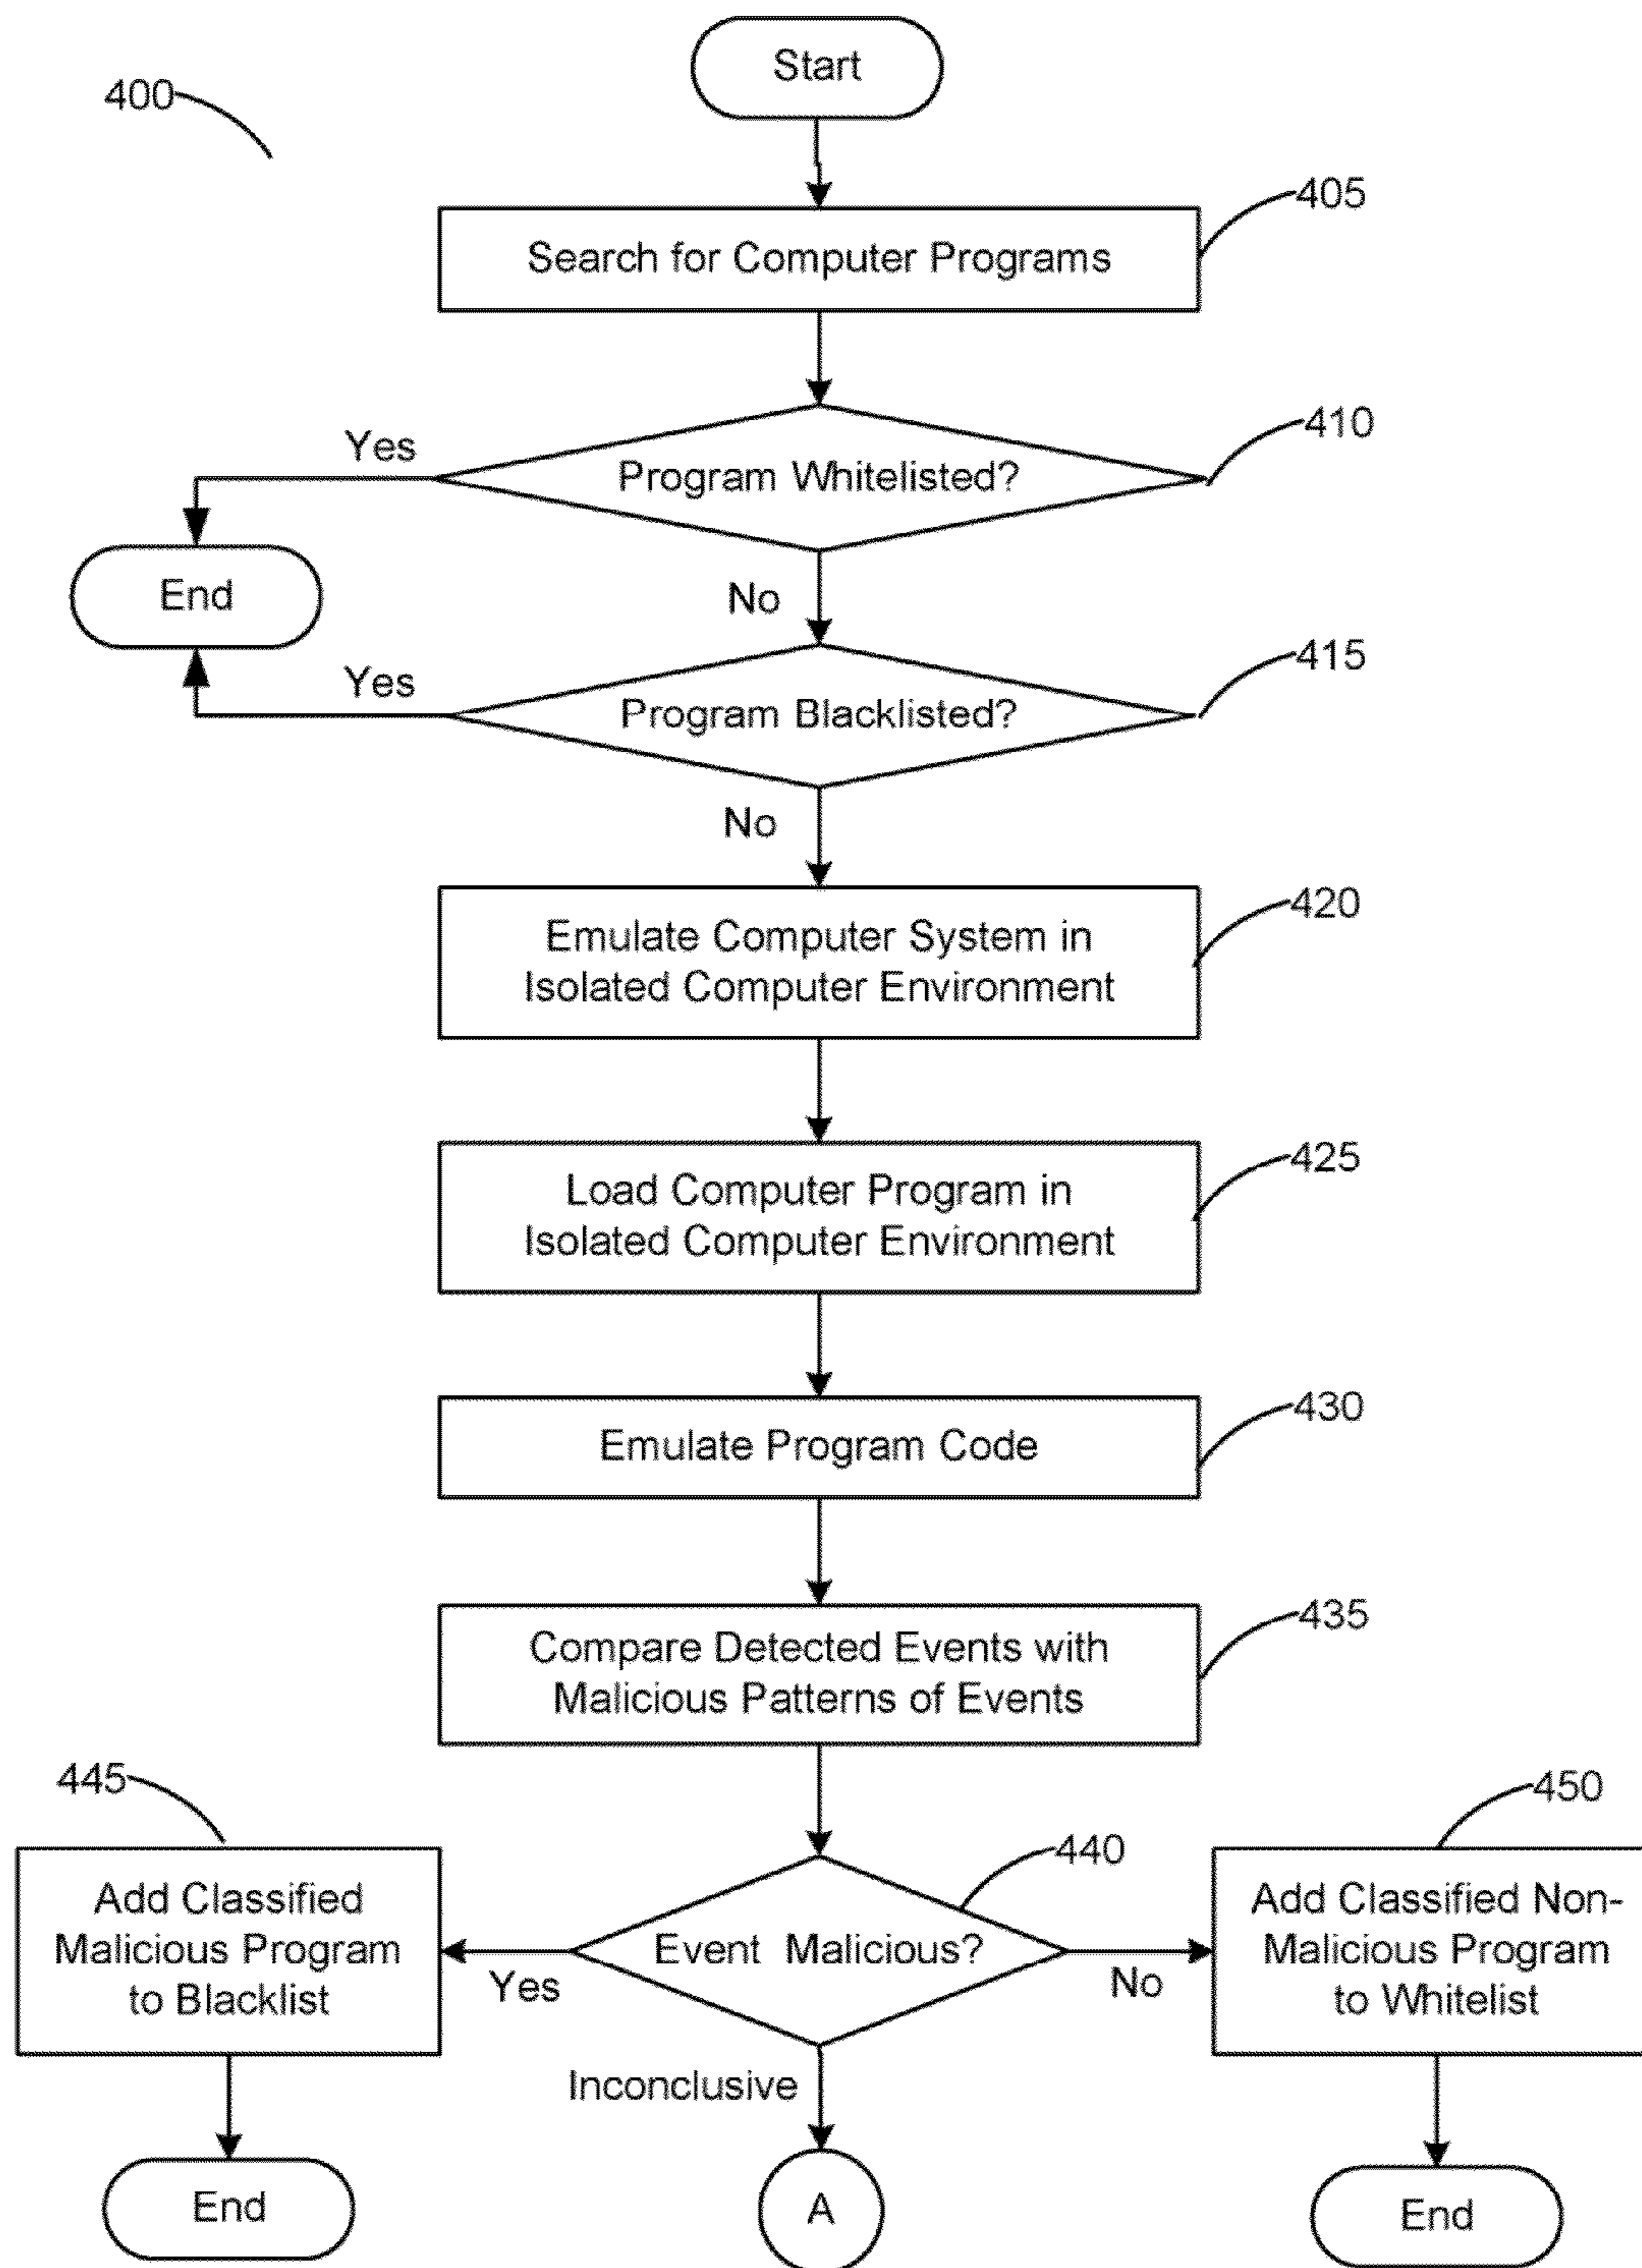 Start
400
405
Search for Computer Programs
410
Yes
Program Whitelisted?
End
No
415
Yes
Program Blacklisted?
No
420
Emulate Computer System in
Isolated Computer Environment
425
Load Computer Program in
Isolated Computer Environment
430
Emulate Program Code
435
Compare Detected Events with
Malicious Patterns of Events
445
450
440
Add Classified
Malicious Program
to Blacklist
Event Malicious?
Yes
No
Add Classified Non-
Malicious Program
to Whitelist
Inconclusive
End
A
End